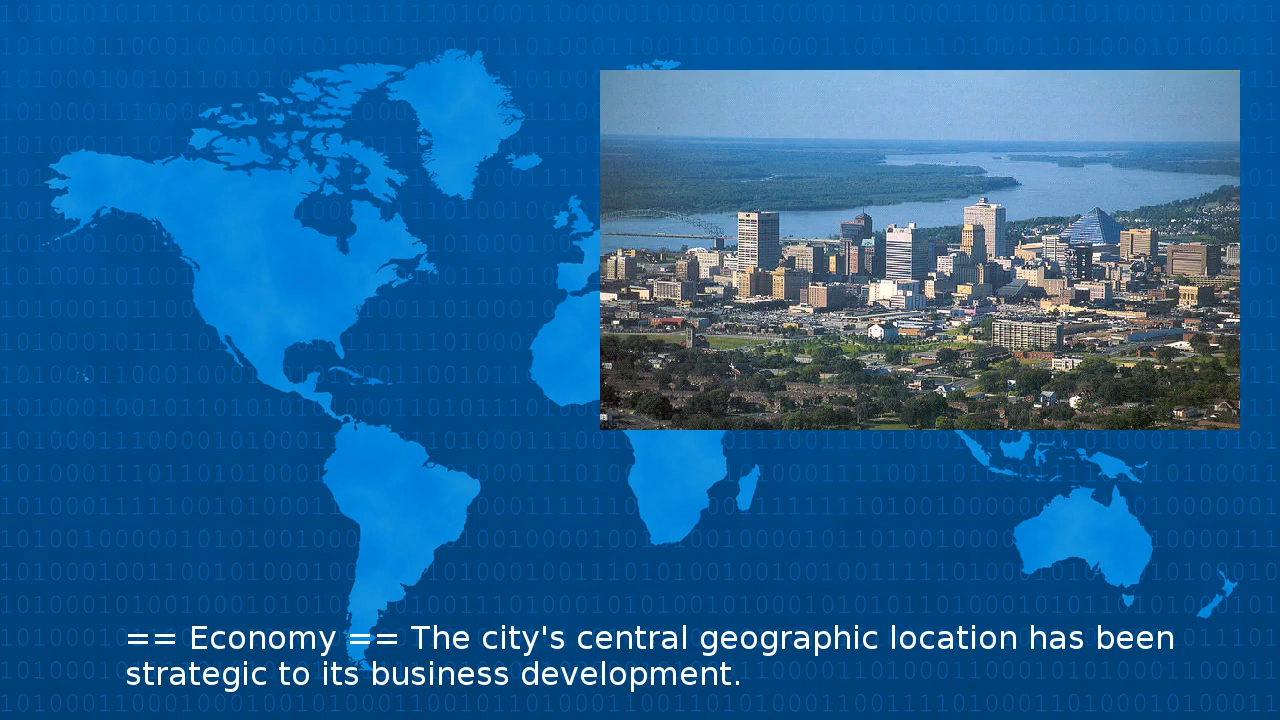 == Economy == The city's central geographic location has been
strategic to its business development.